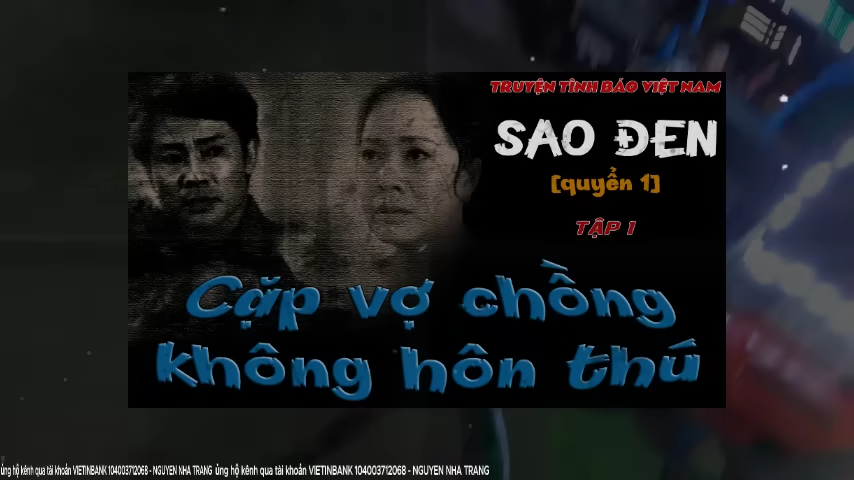 TRUYỆN TÌNH BÁO VIỆT NAM
SAO ĐEN
[quyển 1]
TẬP 1
Cặp vợ chồng
không hôn thú
ủng hộ kênh qua tài khoản VIETINBANK 104003712068 - NGUYEN NHA TRANG ủng hộ kênh qua tài khoản VIETINBANK 104003712068 - NGUYEN NHA TRANG